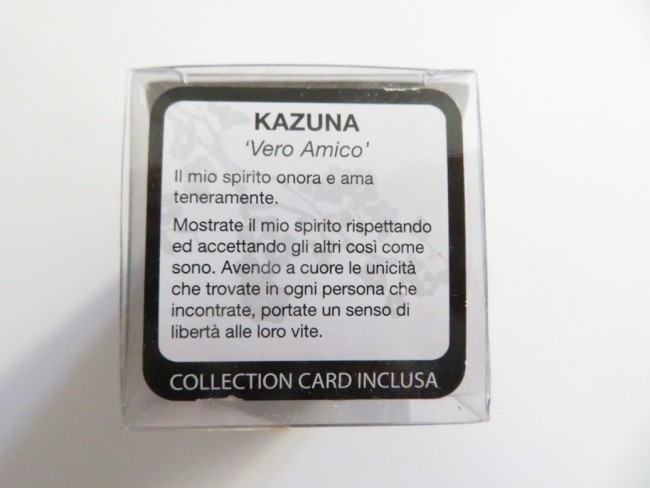 KAZUNA
‘Vero Amico’
Il mio spirito onora e ama
teneramente.
Mostrate il mio spirito rispettando
ed accettando gli altri così come
sono. Avendo a cuore le unicità
che trovate in ogni persona che
incontrate, portate un senso di
libertà alle loro vite.
COLLECTION CARD INCLUSA